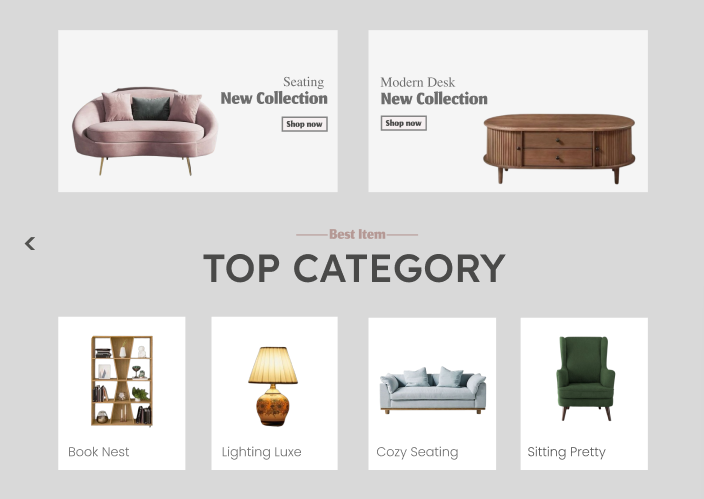 Seating
New Collection
Shop now
Modern Desk
New Collection
Shop now
Best Item
TOP CATEGORY
Book Nest
Lighting Luxe
Cozy Seating
Sitting Pretty